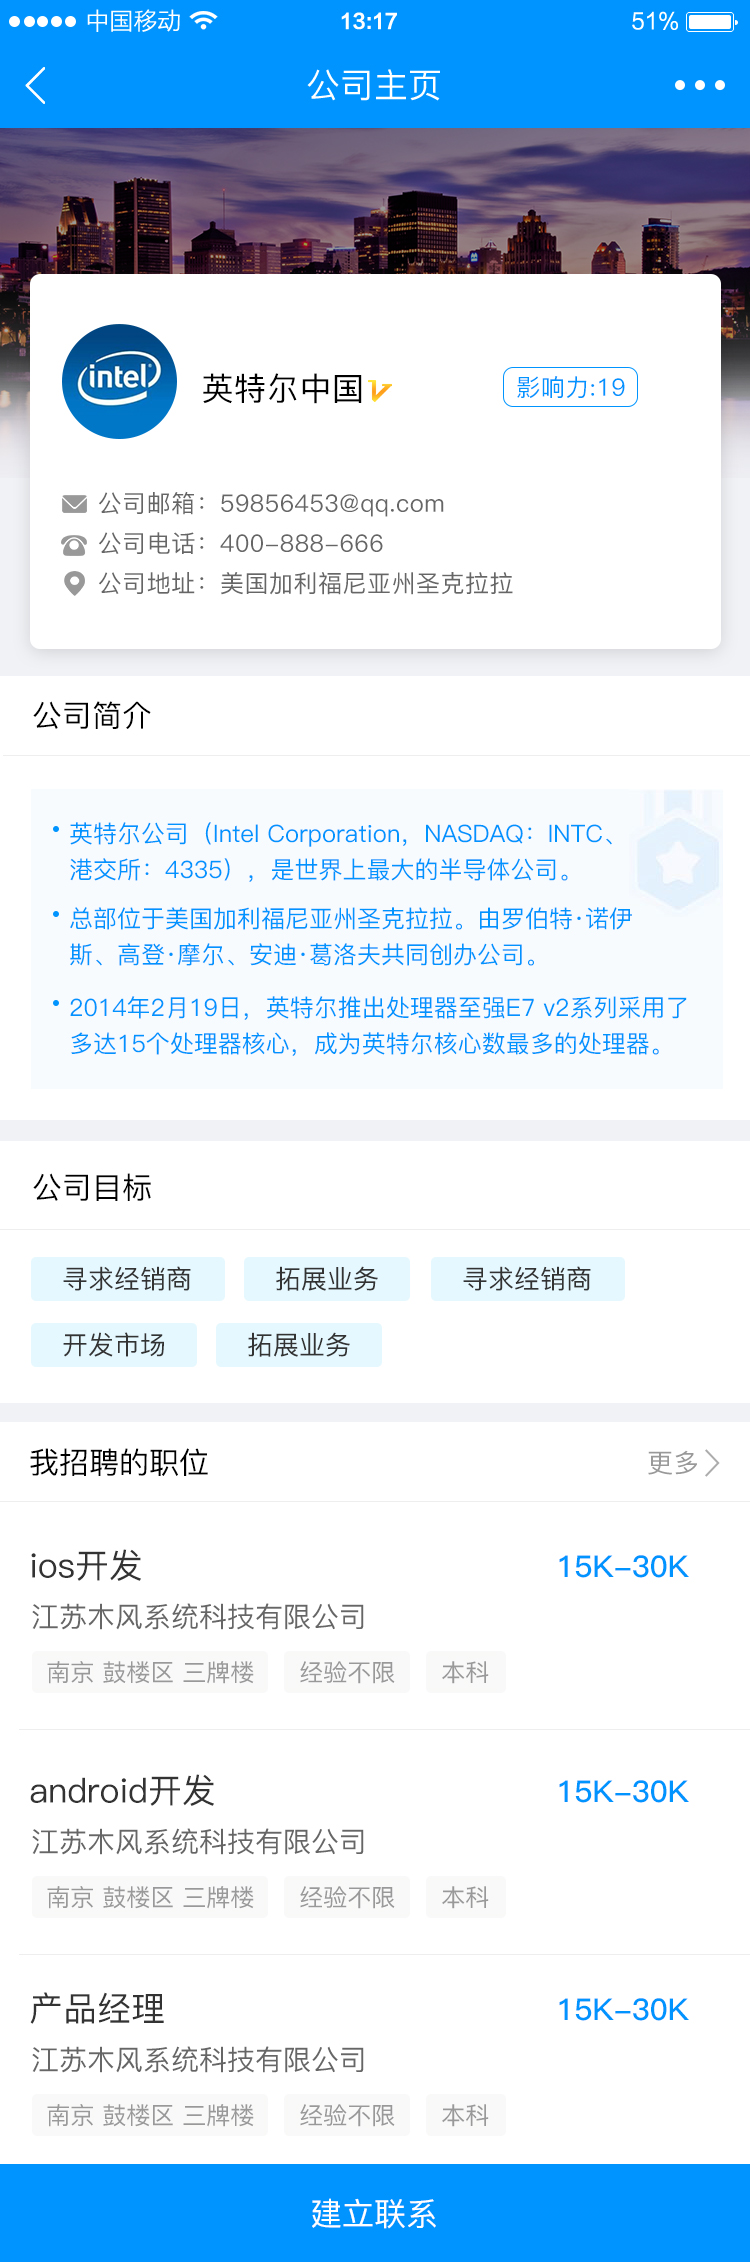 中国移动 13:17 51%
公司主页
intel
英特尔中国 影响力:19
公司邮箱：59856453@qq.com
公司电话：400-888-666
公司地址：美国加利福尼亚州圣克拉拉
公司简介
英特尔公司（Intel Corporation，NASDAQ：INTC、
港交所：4335），是世界上最大的半导体公司。
总部位于美国加利福尼亚州圣克拉拉。由罗伯特·诺伊
斯、高登·摩尔、安迪·葛洛夫共同创办公司。
2014年2月19日，英特尔推出处理器至强E7 v2系列采用了
多达15个处理器核心，成为英特尔核心数最多的处理器。
公司目标
寻求经销商 拓展业务 寻求经销商
开发市场 拓展业务
我招聘的职位 更多
ios开发 15K-30K
江苏木风系统科技有限公司
南京 鼓楼区 三牌楼 经验不限 本科
android开发 15K-30K
江苏木风系统科技有限公司
南京 鼓楼区 三牌楼 经验不限 本科
产品经理 15K-30K
江苏木风系统科技有限公司
南京 鼓楼区 三牌楼 经验不限 本科
建立联系